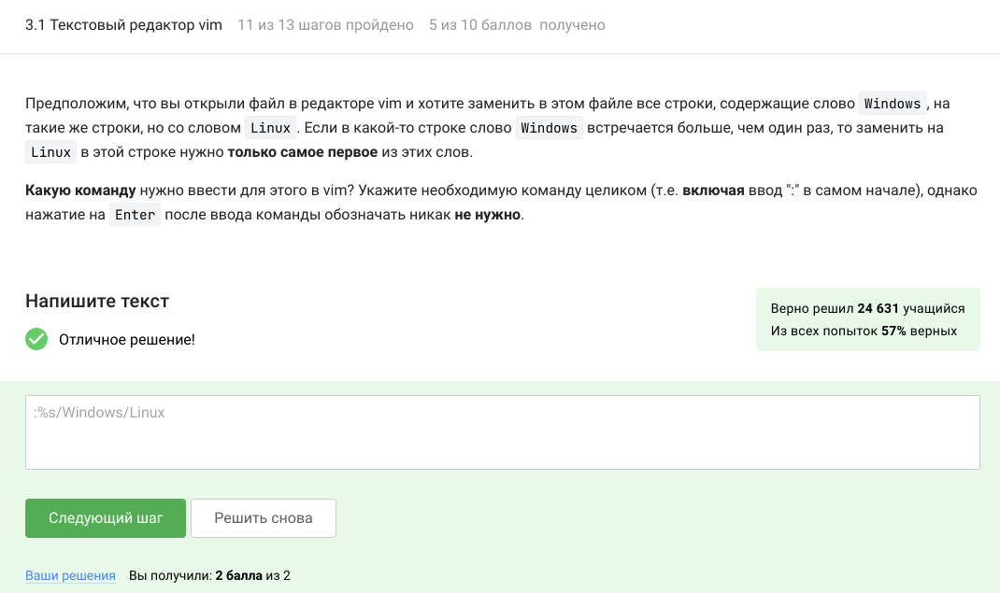 3.1 Текстовый редактор vim 11 из 13 шагов пройдено 5 из 10 баллов получено
Предположим, что вы открыли файл в редакторе vim и хотите заменить в этом файле все строки, содержащие слово Windows, на
такие же строки, но со словом Linux. Если в какой-то строке слово Windows встречается больше, чем один раз, то заменить на
Linux в этой строке нужно только самое первое из этих слов.
Какую команду нужно ввести для этого в vim? Укажите необходимую команду целиком (т.е. включая ввод ":" в самом начале), однако
нажатие на Enter после ввода команды обозначать никак не нужно.
Напишите текст
Отличное решение!
Верно решил 24 631 учащийся
Из всех попыток 57% верных
:%s/Windows/Linux
Следующий шаг Решить снова
Ваши решения Вы получили: 2 балла из 2